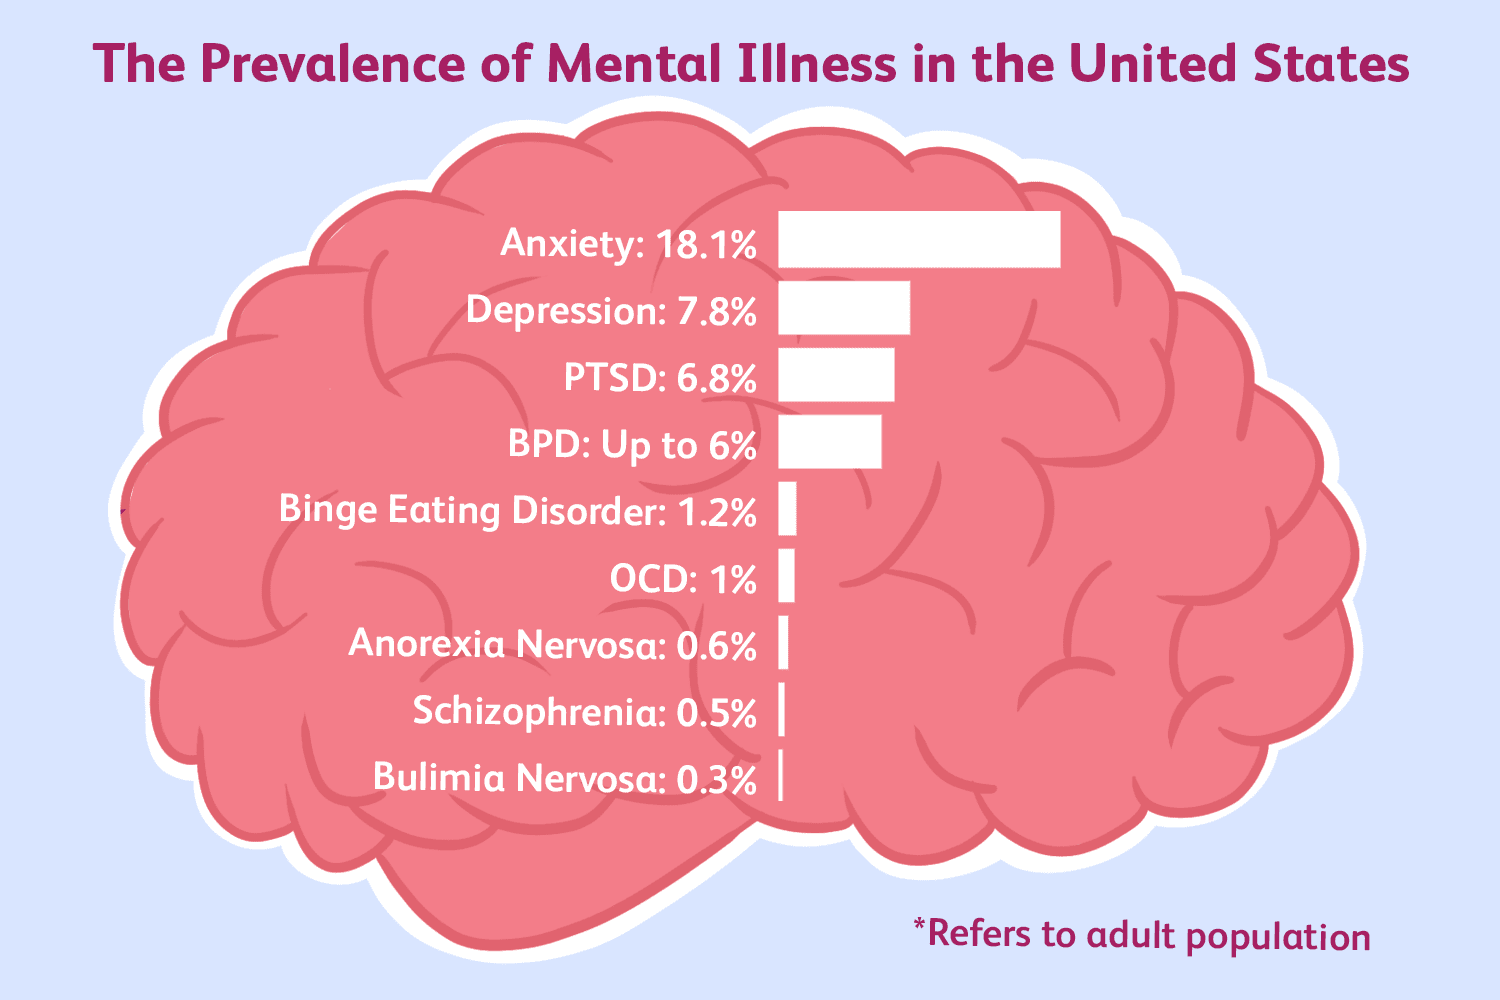 The Prevalence of Mental Illness in the United States
Anxiety: 18.1%
Depression: 7.8%
PTSD: 6.8%
BPD: Up to 6%
Binge Eating Disorder: 1.2%
OCD: 1%
Anorexia Nervosa: 0.6%
Schizophrenia: 0.5%
Bulimia Nervosa: 0.3%
*Refers to adult population